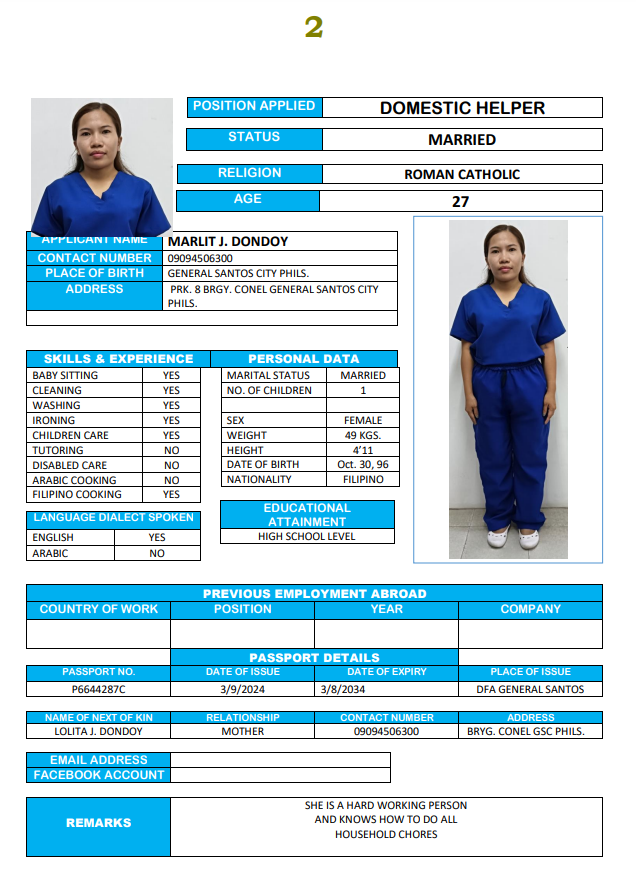 2
POSITION APPLIED DOMESTIC HELPER
STATUS MARRIED
RELIGION ROMAN CATHOLIC
AGE 27
APPLICANT NAME MARLIT J. DONDOY
CONTACT NUMBER 09094506300
PLACE OF BIRTH GENERAL SANTOS CITY PHILS.
ADDRESS PRK. 8 BRGY. CONEL GENERAL SANTOS CITY
PHILS.
SKILLS & EXPERIENCE
BABY SITTING YES
CLEANING YES
WASHING YES
IRONING YES
CHILDREN CARE YES
TUTORING NO
DISABLED CARE NO
ARABIC COOKING NO
FILIPINO COOKING YES
LANGUAGE DIALECT SPOKEN
ENGLISH YES
ARABIC NO
PERSONAL DATA
MARITAL STATUS MARRIED
NO. OF CHILDREN 1
SEX FEMALE
WEIGHT 49 KGS.
HEIGHT 4'11
DATE OF BIRTH Oct. 30, 96
NATIONALITY FILIPINO
EDUCATIONAL
ATTAINMENT
HIGH SCHOOL LEVEL
PREVIOUS EMPLOYMENT ABROAD
COUNTRY OF WORK POSITION YEAR COMPANY
PASSPORT DETAILS
PASSPORT NO. DATE OF ISSUE DATE OF EXPIRY PLACE OF ISSUE
P6644287C 3/9/2024 3/8/2034 DFA GENERAL SANTOS
NAME OF NEXT OF KIN RELATIONSHIP CONTACT NUMBER ADDRESS
LOLITA J. DONDOY MOTHER 09094506300 BRYG. CONEL GSC PHILS.
EMAIL ADDRESS
FACEBOOK ACCOUNT
REMARKS
SHE IS A HARD WORKING PERSON
AND KNOWS HOW TO DO ALL
HOUSEHOLD CHORES